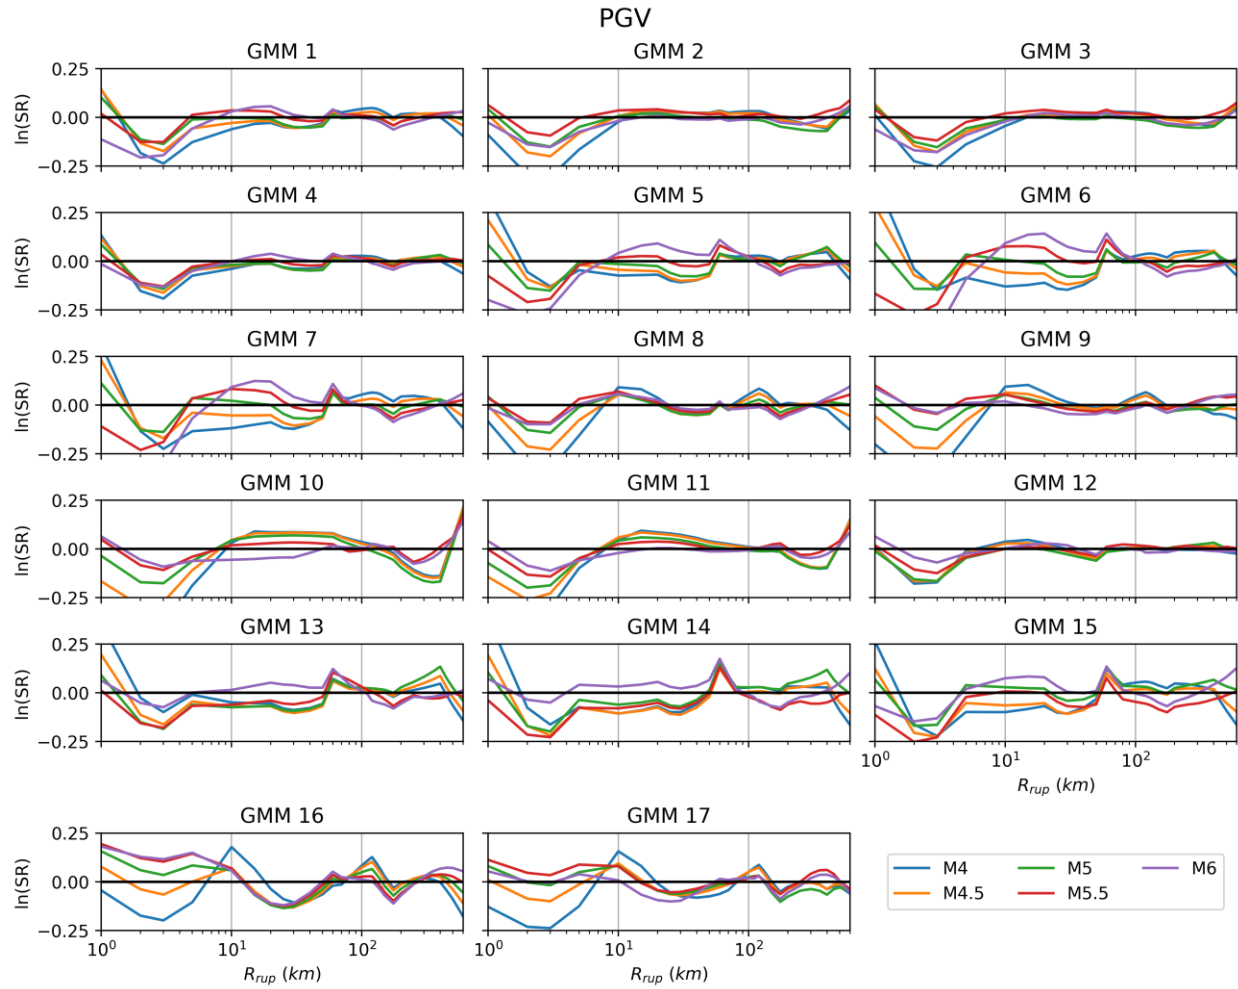 PGV
GMM 1 GMM 2 GMM 3
0.25
0.00
−0.25
ln(SR)
GMM 4 GMM 5 GMM 6
0.25
0.00
−0.25
ln(SR)
GMM 7 GMM 8 GMM 9
0.25
0.00
−0.25
ln(SR)
GMM 10 GMM 11 GMM 12
0.25
0.00
−0.25
ln(SR)
GMM 13 GMM 14 GMM 15
0.25
0.00
−0.25
ln(SR)
10⁰ 10¹ 10²
R_rup (km)
GMM 16 GMM 17
0.25
0.00
−0.25
ln(SR)
10⁰ 10¹ 10² 10⁰ 10¹ 10²
R_rup (km) R_rup (km)
M4 M5 M6
M4.5 M5.5